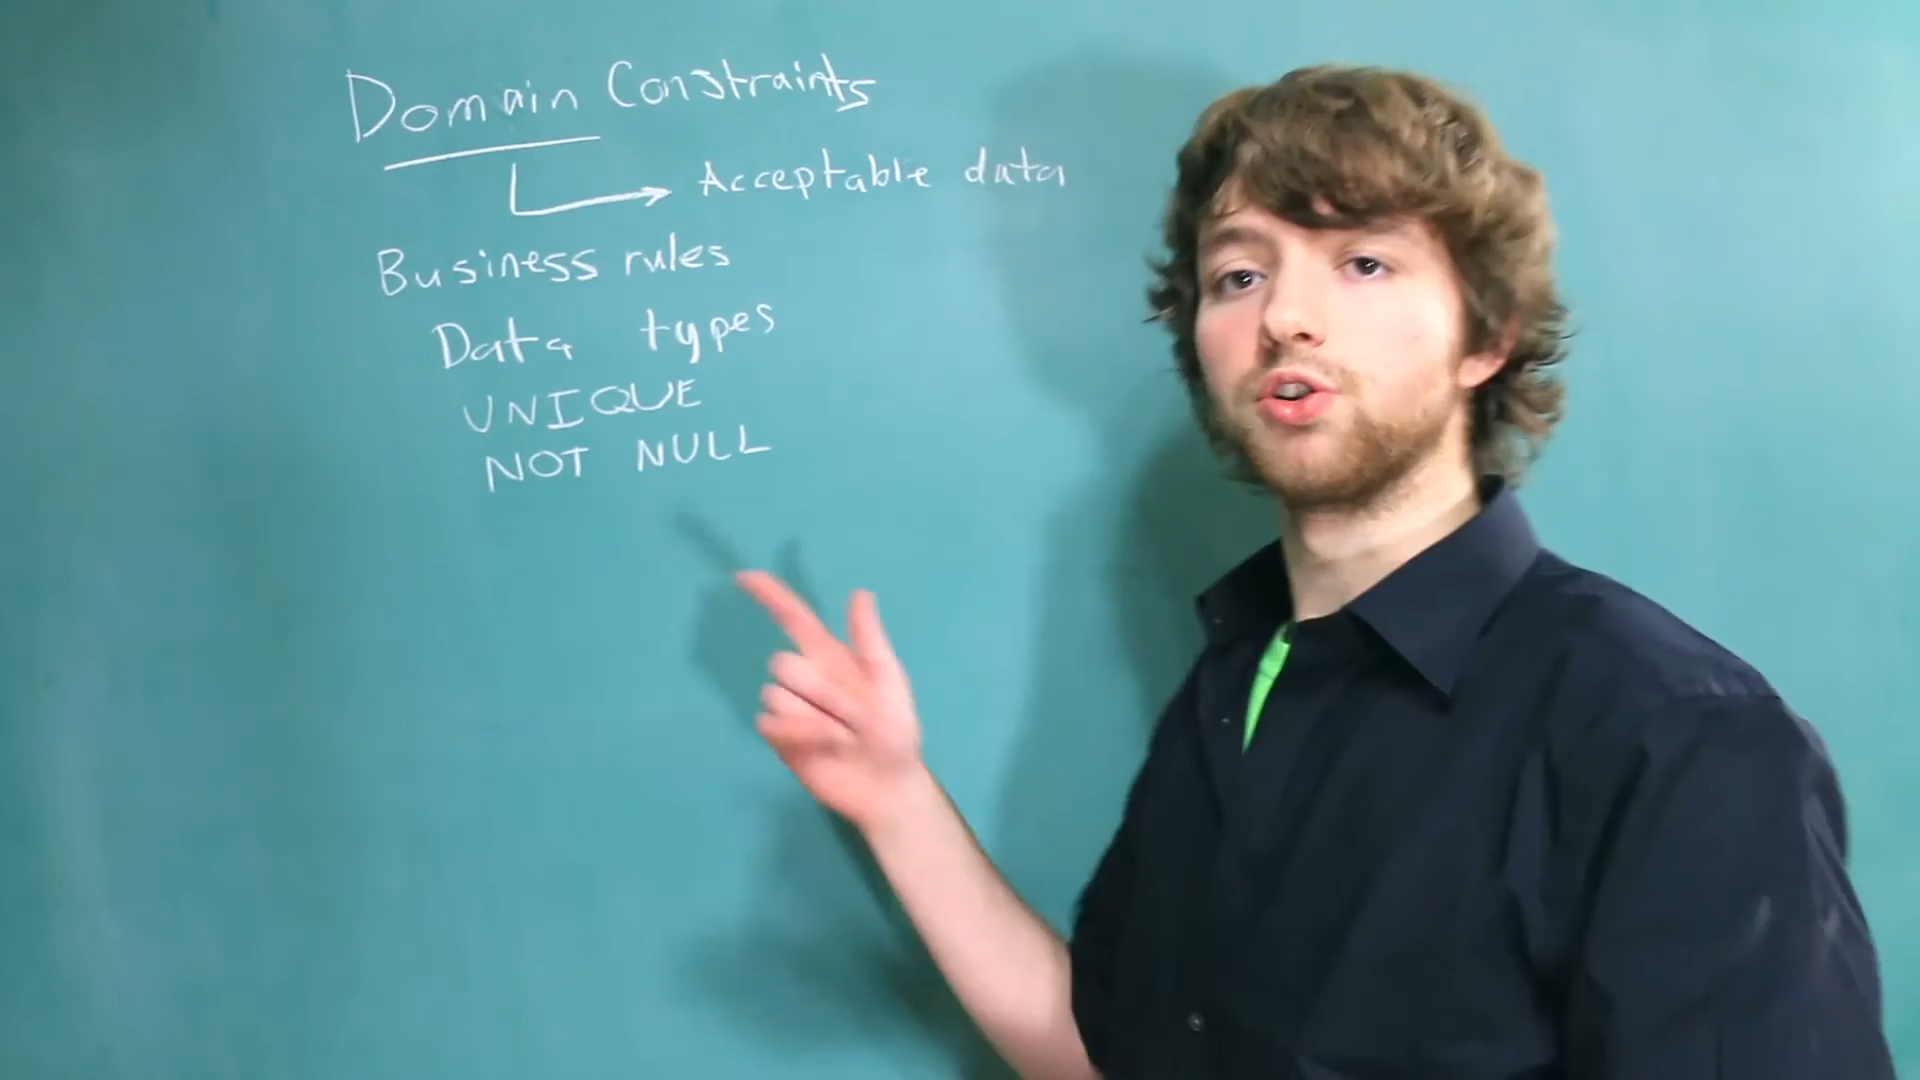 Domain Constraints
Acceptable data
Business rules
Data types
UNIQUE
NOT NULL